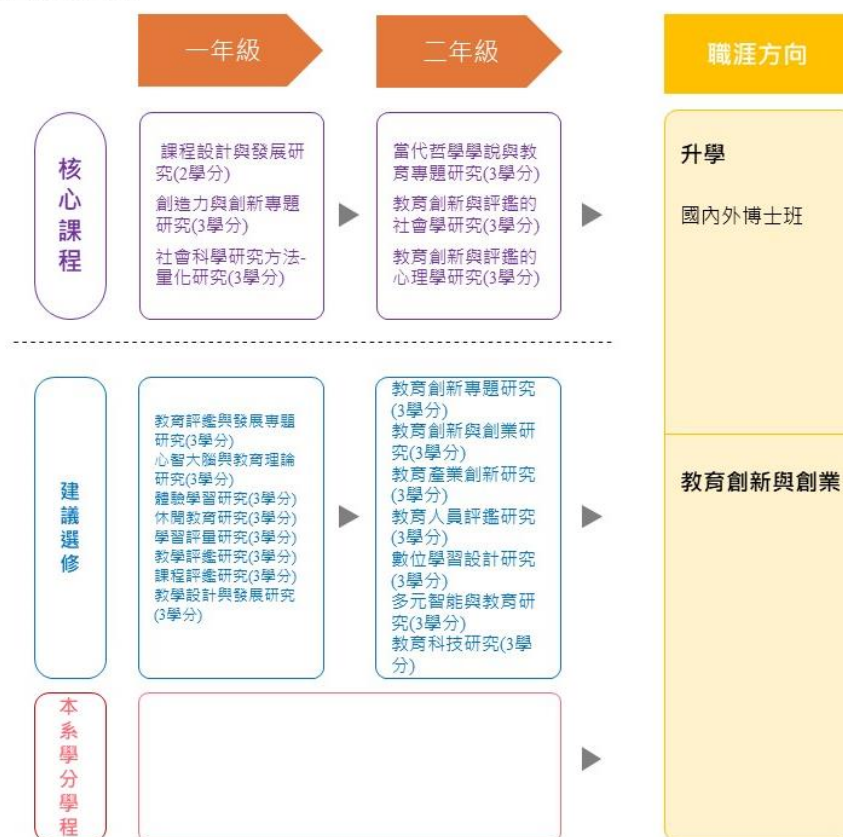 一年級
二年級
職涯方向
核心課程
課程設計與發展研
究(2學分)
創造力與創新專題
研究(3學分)
社會科學研究方法-
量化研究(3學分)
當代哲學學說與教
育專題研究(3學分)
教育創新與評鑑的
社會學研究(3學分)
教育創新與評鑑的
心理學研究(3學分)
升學
國內外博士班
建議選修
教育評鑑與發展專題
研究(3學分)
心智大腦與教育理論
研究(3學分)
體驗學習研究(3學分)
休閒教育研究(3學分)
學習評量研究(3學分)
教學評鑑研究(3學分)
課程評鑑研究(3學分)
教學設計與發展研究
(3學分)
教育創新專題研究
(3學分)
教育創新與創業研
究(3學分)
教育產業創新研究
(3學分)
教育人員評鑑研究
(3學分)
數位學習設計研究
(3學分)
多元智能與教育研
究(3學分)
教育科技研究(3學
分)
教育創新與創業
本系學分學程